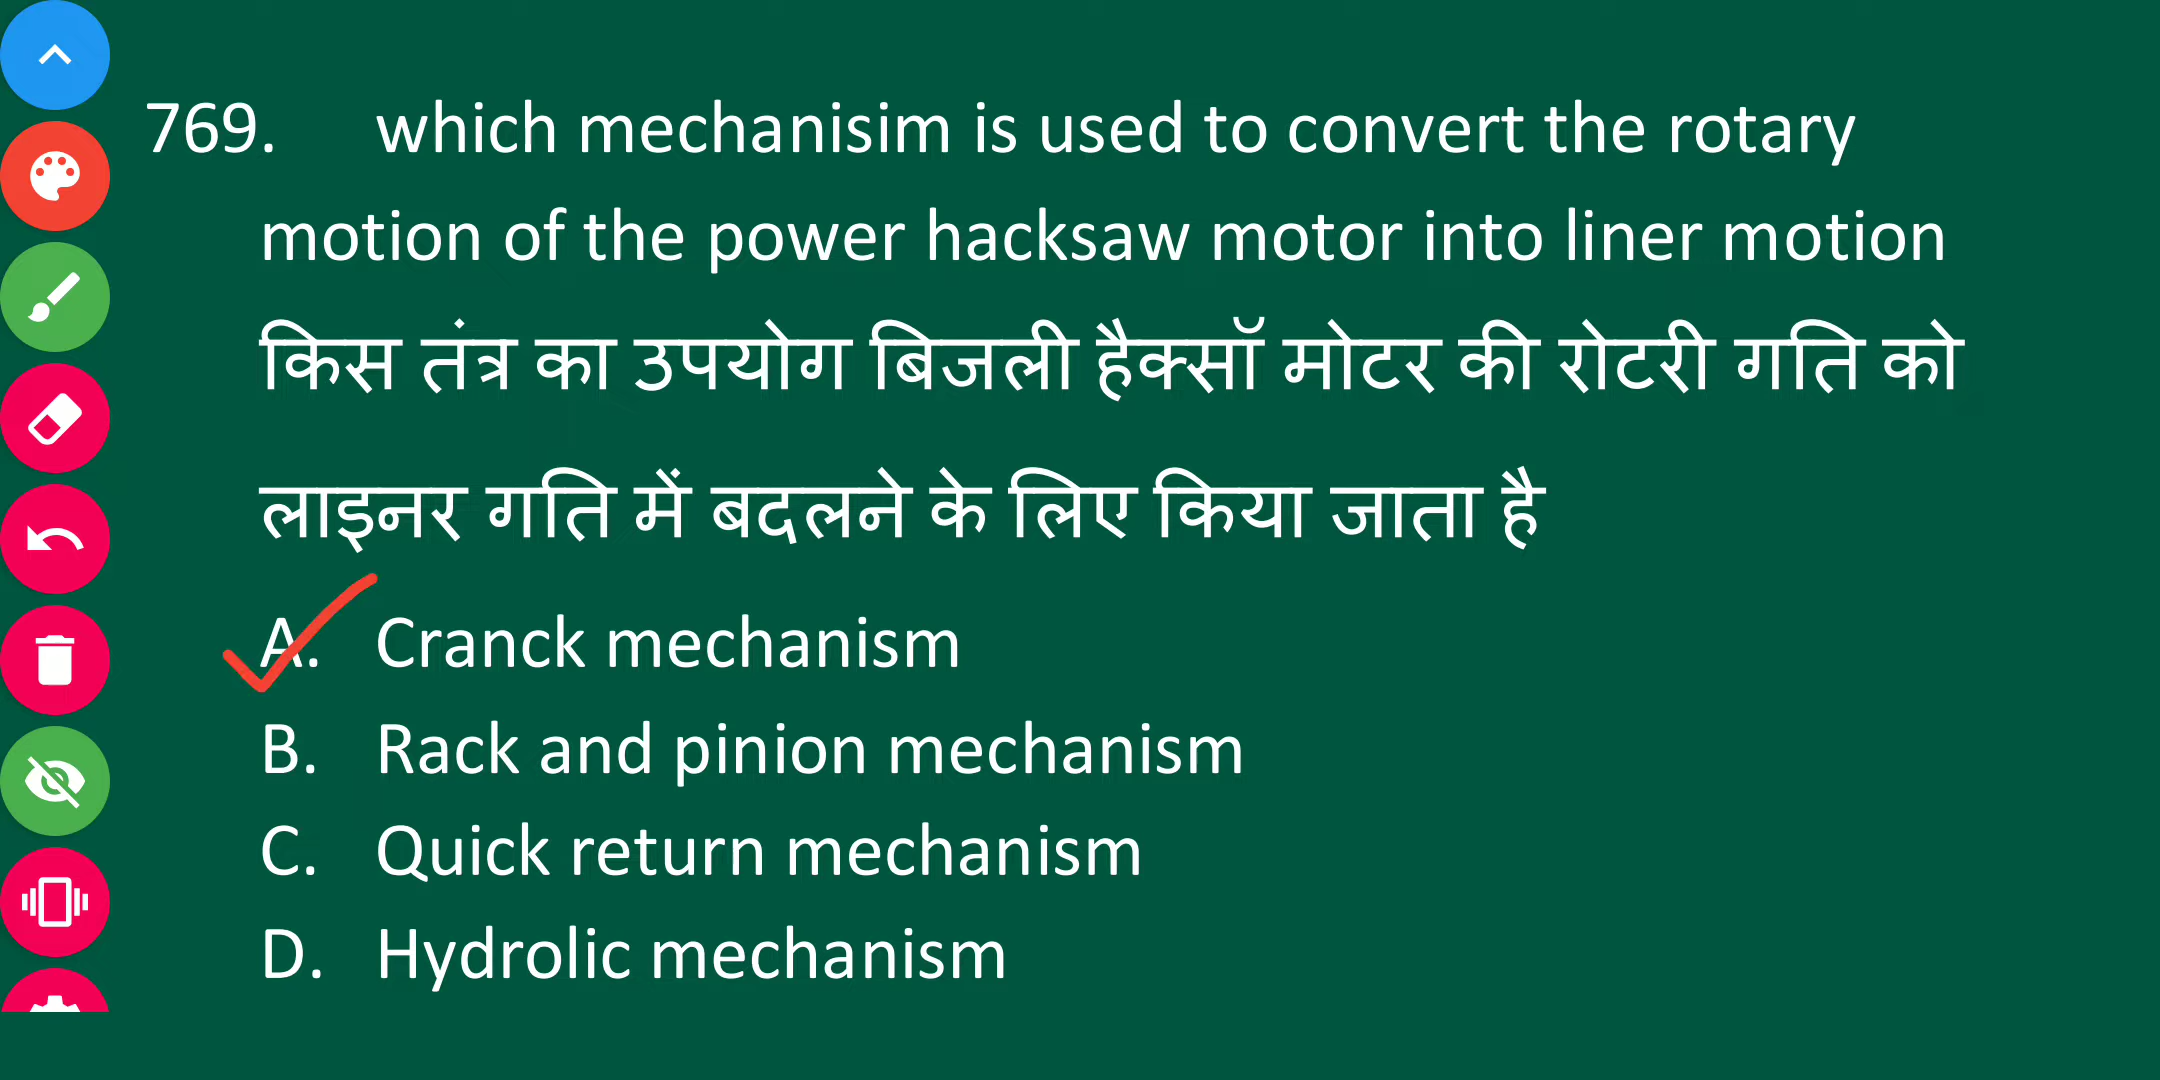 769. which mechanisim is used to convert the rotary
motion of the power hacksaw motor into liner motion
किस तंत्र का उपयोग बिजली हैक्सॉ मोटर की रोटरी गति को
लाइनर गति में बदलने के लिए किया जाता है
A. Cranck mechanism
B. Rack and pinion mechanism
C. Quick return mechanism
D. Hydrolic mechanism